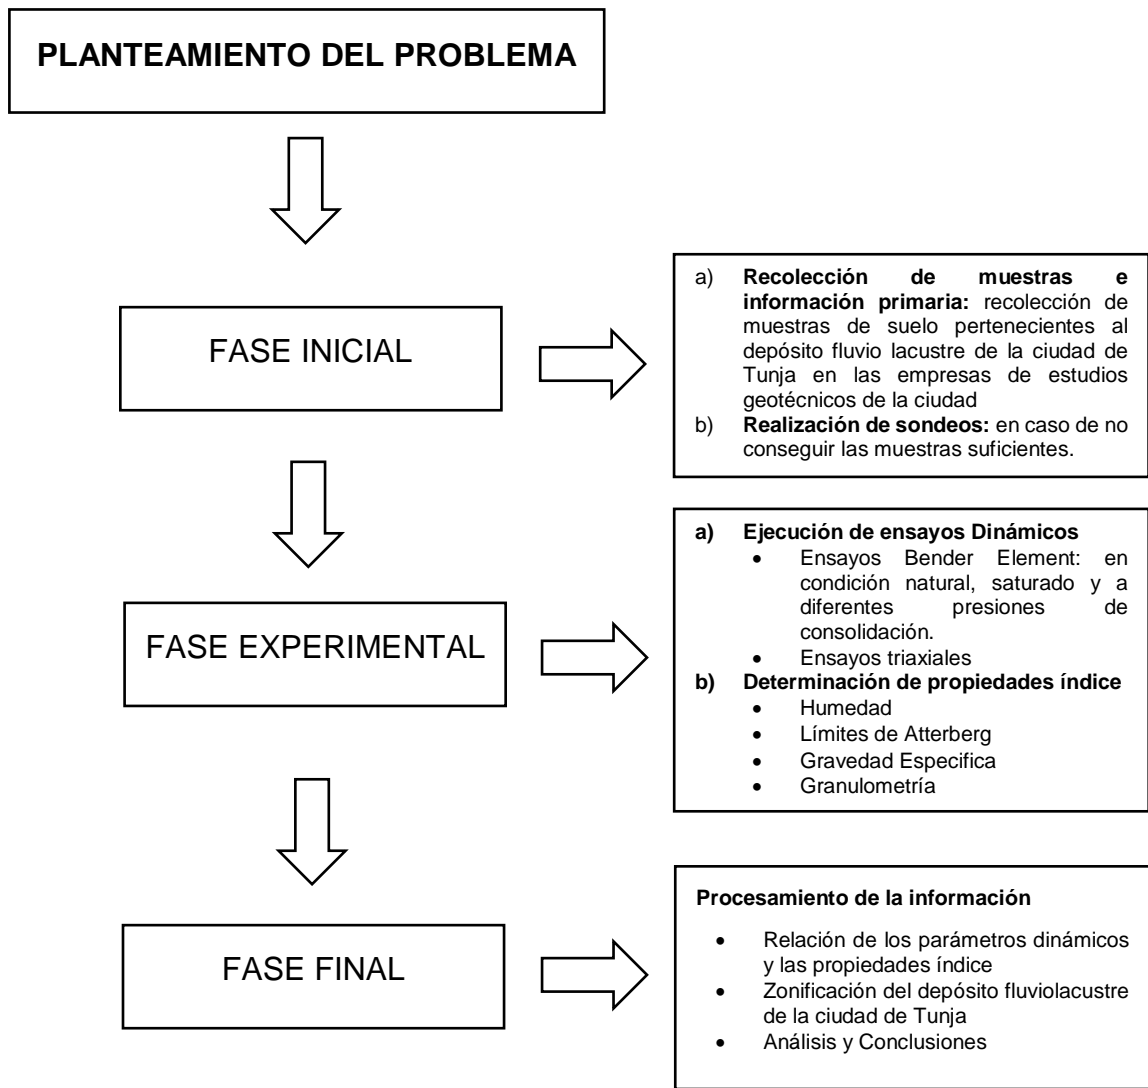 PLANTEAMIENTO DEL PROBLEMA
FASE INICIAL
a) Recolección de muestras e
información primaria: recolección de
muestras de suelo pertenecientes al
depósito fluvio lacustre de la ciudad de
Tunja en las empresas de estudios
geotécnicos de la ciudad
b) Realización de sondeos: en caso de no
conseguir las muestras suficientes.
FASE EXPERIMENTAL
a) Ejecución de ensayos Dinámicos
• Ensayos Bender Element: en
condición natural, saturado y a
diferentes presiones de
consolidación.
• Ensayos triaxiales
b) Determinación de propiedades índice
• Humedad
• Límites de Atterberg
• Gravedad Especifica
• Granulometría
FASE FINAL
Procesamiento de la información
• Relación de los parámetros dinámicos
y las propiedades índice
• Zonificación del depósito fluviolacustre
de la ciudad de Tunja
• Análisis y Conclusiones